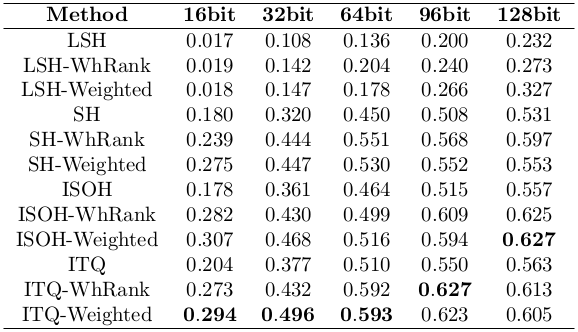 Method 16bit 32bit 64bit 96bit 128bit
LSH 0.017 0.108 0.136 0.200 0.232
LSH-WhRank 0.019 0.142 0.204 0.240 0.273
LSH-Weighted 0.018 0.147 0.178 0.266 0.327
SH 0.180 0.320 0.450 0.508 0.531
SH-WhRank 0.239 0.444 0.551 0.568 0.597
SH-Weighted 0.275 0.447 0.530 0.552 0.553
ISOH 0.178 0.361 0.464 0.515 0.557
ISOH-WhRank 0.282 0.430 0.499 0.609 0.625
ISOH-Weighted 0.307 0.468 0.516 0.594 0.627
ITQ 0.204 0.377 0.510 0.550 0.563
ITQ-WhRank 0.273 0.432 0.592 0.627 0.613
ITQ-Weighted 0.294 0.496 0.593 0.623 0.605